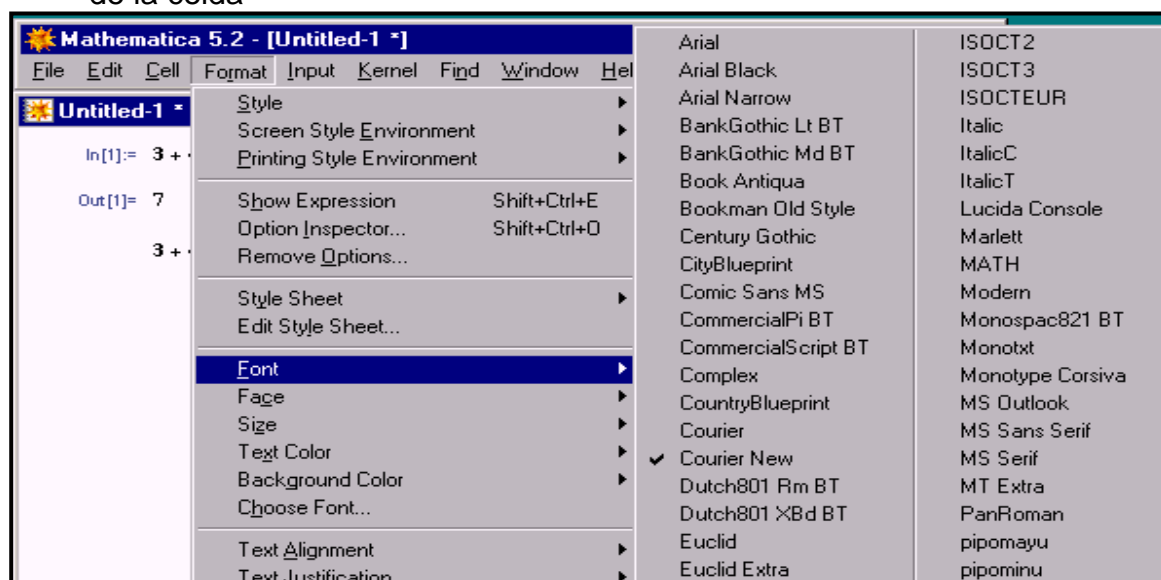 de la celda
Mathematica 5.2 - [Untitled-1 *]
File Edit Cell Format Input Kernel Find Window Hel
Untitled-1 *
In[1]:= 3 +
Out[1]= 7
3 +
Style
Screen Style Environment
Printing Style Environment
Show Expression Shift+Ctrl+E
Option Inspector... Shift+Ctrl+O
Remove Options...
Style Sheet
Edit Style Sheet...
Font
Face
Size
Text Color
Background Color
Choose Font...
Text Alignment
Text Justification
Arial
Arial Black
Arial Narrow
BankGothic Lt BT
BankGothic Md BT
Book Antiqua
Bookman Old Style
Century Gothic
CityBlueprint
Comic Sans MS
CommercialPi BT
CommercialScript BT
Complex
CountryBlueprint
Courier
Courier New
Dutch801 Rm BT
Dutch801 XBd BT
Euclid
Euclid Extra
ISOCT2
ISOCT3
ISOCTEUR
Italic
ItalicC
ItalicT
Lucida Console
Marlett
MATH
Modern
Monospac821 BT
Monotxt
Monotype Corsiva
MS Outlook
MS Sans Serif
MS Serif
MT Extra
PanRoman
pipomayu
pipominu